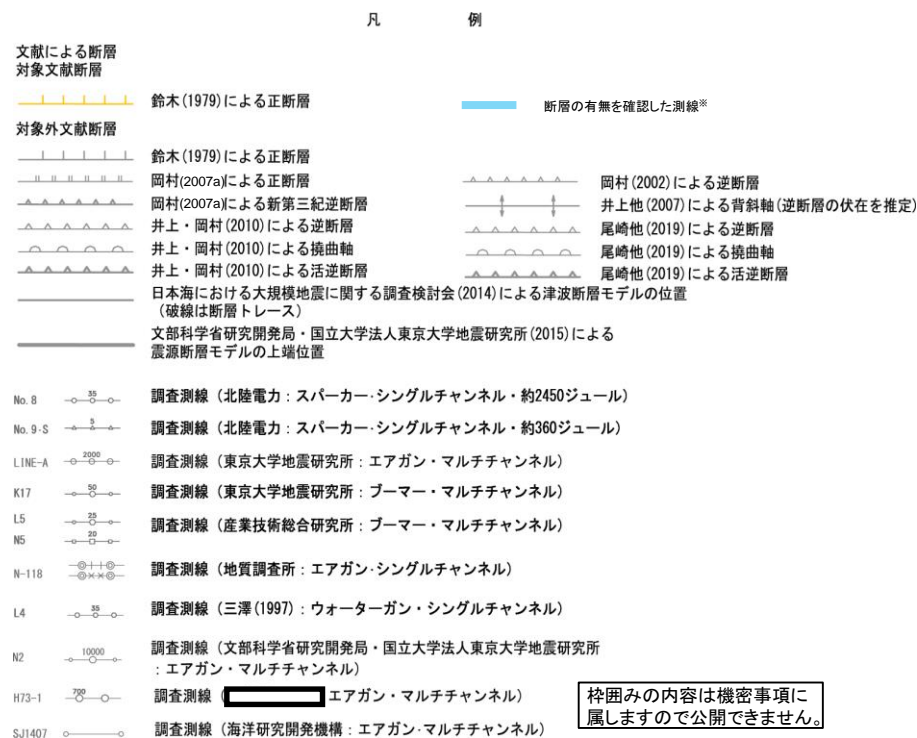 凡 例
文献による断層
対象文献断層
鈴木(1979)による正断層
断層の有無を確認した測線※
対象外文献断層
鈴木(1979)による正断層
岡村(2007a)による正断層
岡村(2007a)による新第三紀逆断層
井上・岡村(2010)による逆断層
井上・岡村(2010)による撓曲軸
井上・岡村(2010)による活逆断層
岡村(2002)による逆断層
井上他(2007)による背斜軸(逆断層の伏在を推定)
尾崎他(2019)による逆断層
尾崎他(2019)による撓曲軸
尾崎他(2019)による活逆断層
日本海における大規模地震に関する調査検討会(2014)による津波断層モデルの位置
(破線は断層トレース)
文部科学省研究開発局・国立大学法人東京大学地震研究所(2015)による
震源断層モデルの上端位置
No. 8 35 調査測線（北陸電力：スパーカー・シングルチャンネル・約2450ジュール）
No. 9-S 5 調査測線（北陸電力：スパーカー・シングルチャンネル・約360ジュール）
LINE-A 2000 調査測線（東京大学地震研究所：エアガン・マルチチャンネル）
K17 50 調査測線（東京大学地震研究所：ブーマー・マルチチャンネル）
L5 25 調査測線（産業技術総合研究所：ブーマー・マルチチャンネル）
N5 20
N-118 調査測線（地質調査所：エアガン・シングルチャンネル）
L4 35 調査測線（三澤(1997)：ウォーターガン・シングルチャンネル）
N2 10000 調査測線（文部科学省研究開発局・国立大学法人東京大学地震研究所
：エアガン・マルチチャンネル）
H73-1 700 調査測線（ エアガン・マルチチャンネル）
枠囲みの内容は機密事項に
属しますので公開できません。
SJ1407 調査測線（海洋研究開発機構：エアガン・マルチチャンネル）